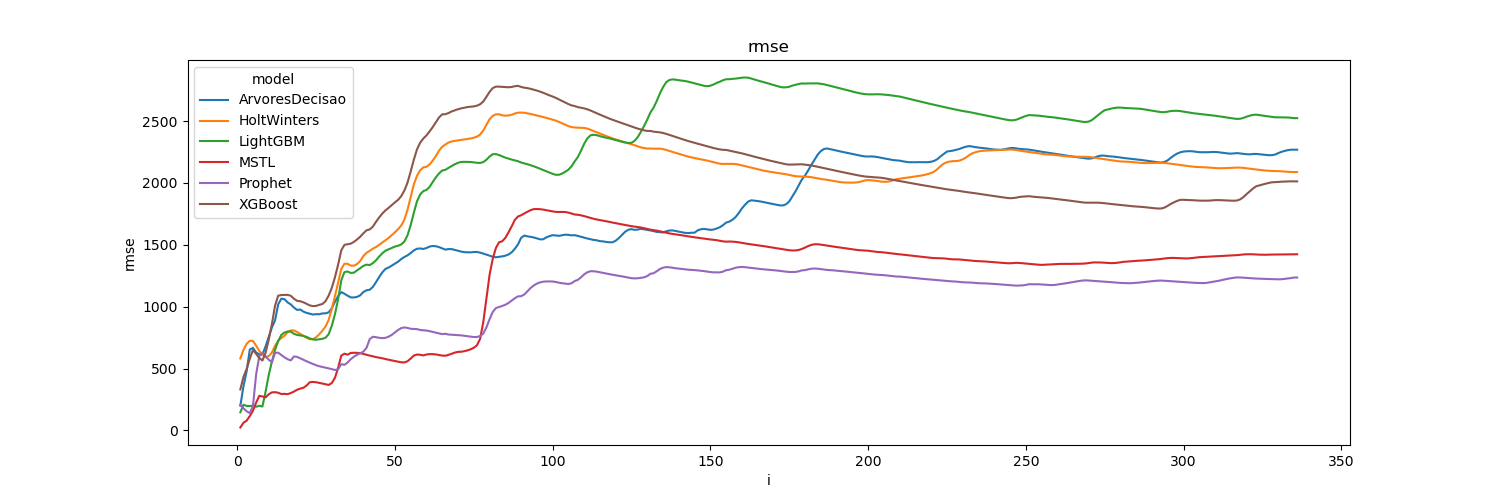 rmse
model
ArvoresDecisao
HoltWinters
LightGBM
MSTL
Prophet
XGBoost
rmse
2500
2000
1500
1000
500
0
0 50 100 150 200 250 300 350
i